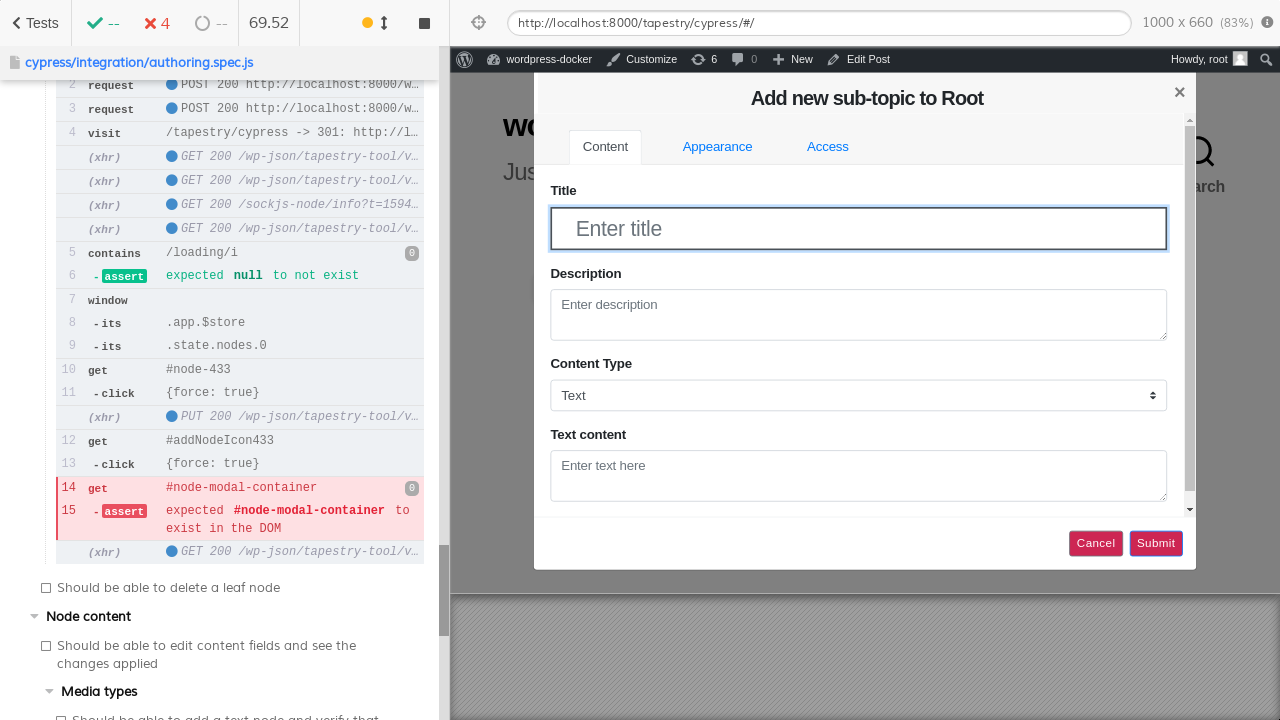 Tests
--
4
--
69.52
http://localhost:8000/tapestry/cypress/#/
1000 x 660 (83%)
cypress/integration/authoring.spec.js
2 request POST 200 http://localhost:8000/w…
3 request POST 200 http://localhost:8000/w…
4 visit /tapestry/cypress -> 301: http://l…
(xhr) GET 200 /wp-json/tapestry-tool/v…
(xhr) GET 200 /wp-json/tapestry-tool/v…
(xhr) GET 200 /sockjs-node/info?t=1594…
(xhr) GET 200 /wp-json/tapestry-tool/v…
5 contains /loading/i 0
6 - assert expected null to not exist
7 window
8 - its .app.$store
9 - its .state.nodes.0
10 get #node-433
11 - click {force: true}
(xhr) PUT 200 /wp-json/tapestry-tool/v…
12 get #addNodeIcon433
13 - click {force: true}
14 get #node-modal-container 0
15 - assert expected #node-modal-container to
exist in the DOM
(xhr) GET 200 /wp-json/tapestry-tool/v…
Should be able to delete a leaf node
Node content
Should be able to edit content fields and see the
changes applied
Media types
Should be able to add a text node and verify that
wordpress-docker Customize 6 0 New Edit Post Howdy, root
Add new sub-topic to Root ×
Content Appearance Access
Jus
arch
Title
Enter title
Description
Enter description
Content Type
Text
Text content
Enter text here
Cancel Submit